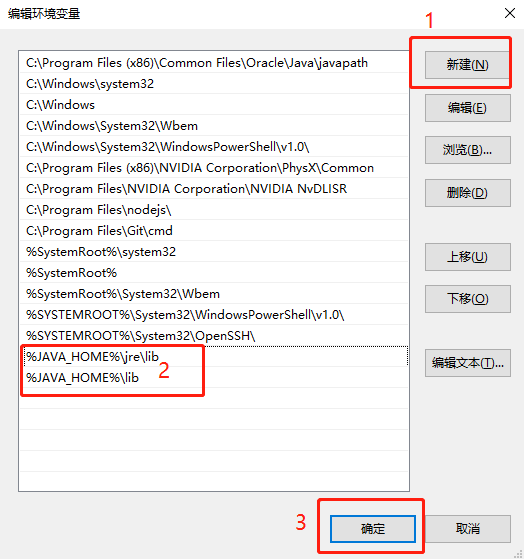 编辑环境变量
1
C:\Program Files (x86)\Common Files\Oracle\Java\javapath
新建(N)
C:\Windows\system32
C:\Windows
编辑(E)
C:\Windows\System32\Wbem
C:\Windows\System32\WindowsPowerShell\v1.0\
浏览(B)...
C:\Program Files (x86)\NVIDIA Corporation\PhysX\Common
C:\Program Files\NVIDIA Corporation\NVIDIA NvDLISR
删除(D)
C:\Program Files\nodejs\
C:\Program Files\Git\cmd
%SystemRoot%\system32
上移(U)
%SystemRoot%
%SystemRoot%\System32\Wbem
下移(O)
%SYSTEMROOT%\System32\WindowsPowerShell\v1.0\
%SYSTEMROOT%\System32\OpenSSH\
%JAVA_HOME%\jre\lib
编辑文本(T)...
2
%JAVA_HOME%\lib
3
确定
取消